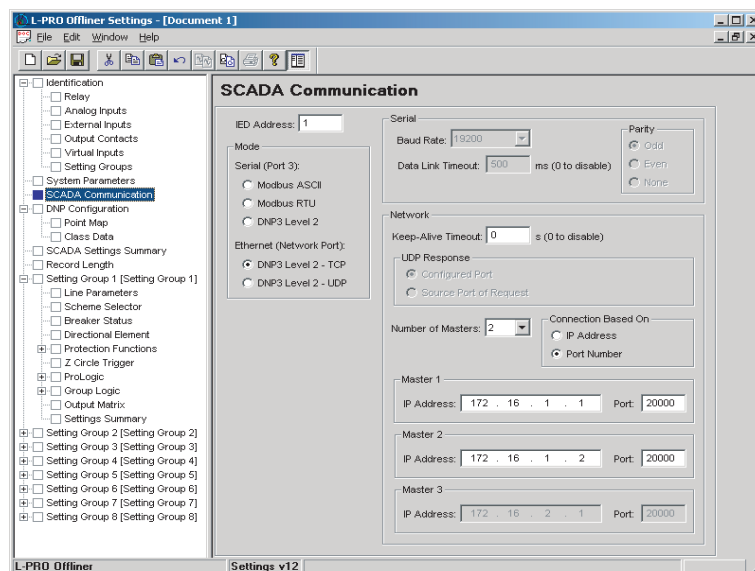 L-PRO Offliner Settings - [Document 1]
File Edit Window Help
Identification
Relay
Analog Inputs
External Inputs
Output Contacts
Virtual Inputs
Setting Groups
System Parameters
SCADA Communication
DNP Configuration
Point Map
Class Data
SCADA Settings Summary
Record Length
Setting Group 1 [Setting Group 1]
Line Parameters
Scheme Selector
Breaker Status
Directional Element
Protection Functions
Z Circle Trigger
ProLogic
Group Logic
Output Matrix
Settings Summary
Setting Group 2 [Setting Group 2]
Setting Group 3 [Setting Group 3]
Setting Group 4 [Setting Group 4]
Setting Group 5 [Setting Group 5]
Setting Group 6 [Setting Group 6]
Setting Group 7 [Setting Group 7]
Setting Group 8 [Setting Group 8]
SCADA Communication
IED Address: 1
Mode
Serial (Port 3):
Modbus ASCII
Modbus RTU
DNP3 Level 2
Ethernet (Network Port):
DNP3 Level 2 - TCP
DNP3 Level 2 - UDP
Serial
Baud Rate: 19200
Data Link Timeout: 500 ms (0 to disable)
Parity
Odd
Even
None
Network
Keep-Alive Timeout: 0 s (0 to disable)
UDP Response
Configured Port
Source Port of Request
Number of Masters: 2
Connection Based On
IP Address
Port Number
Master 1
IP Address: 172 . 16 . 1 . 1 Port: 20000
Master 2
IP Address: 172 . 16 . 1 . 2 Port: 20000
Master 3
IP Address: 172 . 16 . 2 . 1 Port: 20000
L-PRO Offliner
Settings v12